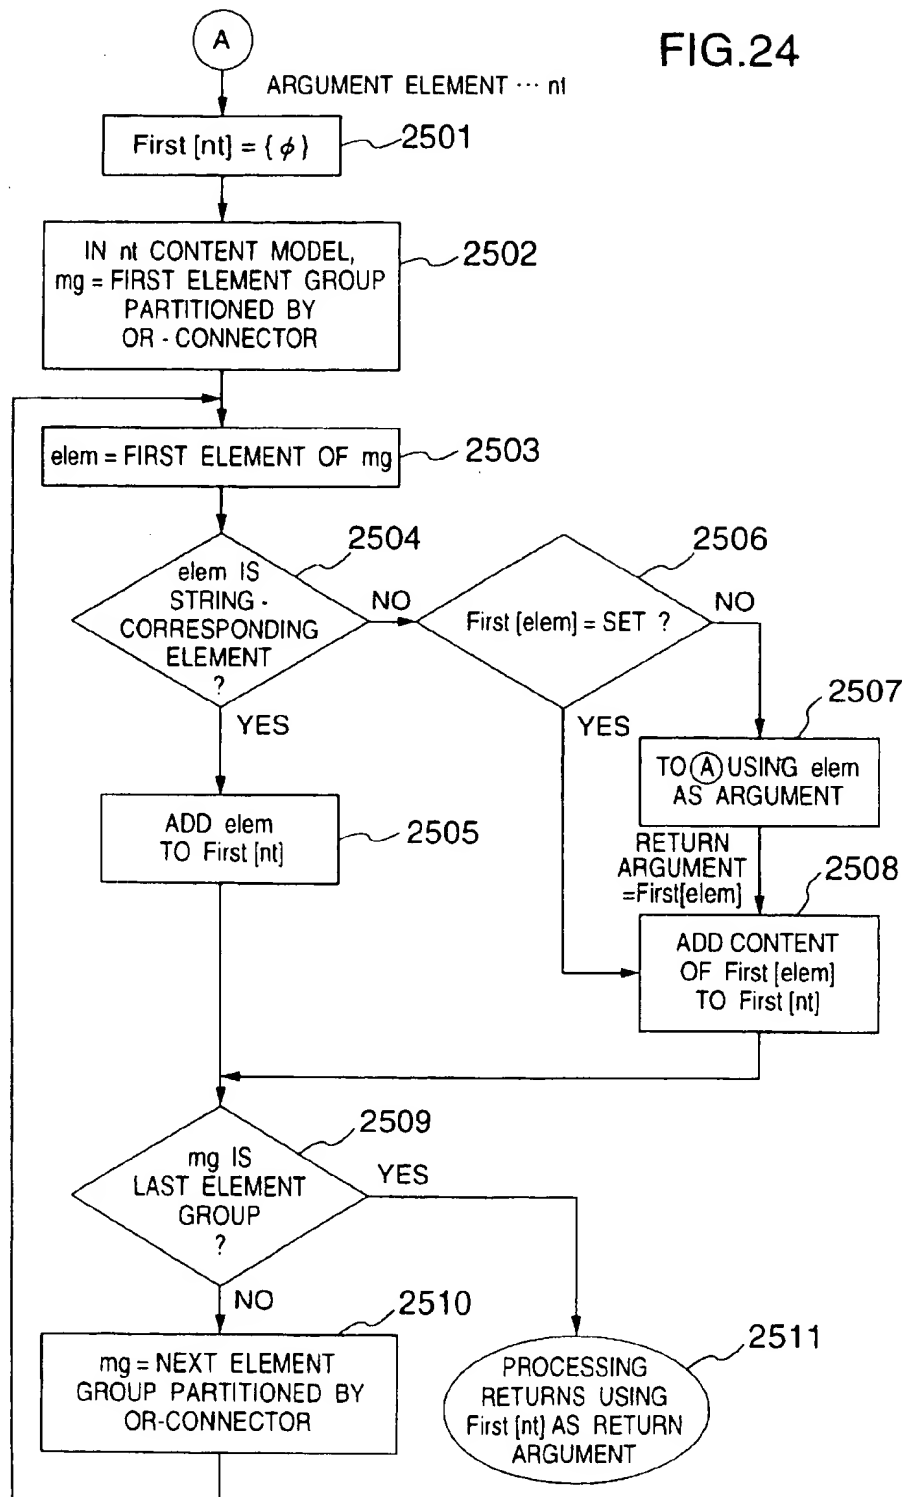 FIG.24
A
ARGUMENT ELEMENT ··· nt
First [nt] = { ϕ }
2501
IN nt CONTENT MODEL,
mg = FIRST ELEMENT GROUP
PARTITIONED BY
OR - CONNECTOR
2502
elem = FIRST ELEMENT OF mg
2503
elem IS
STRING -
CORRESPONDING
ELEMENT
?
2504
NO
YES
First [elem] = SET ?
2506
NO
YES
TO A USING elem
AS ARGUMENT
2507
ADD elem
TO First [nt]
2505
RETURN
ARGUMENT
=First[elem]
ADD CONTENT
OF First [elem]
TO First [nt]
2508
mg IS
LAST ELEMENT
GROUP
?
2509
YES
NO
mg = NEXT ELEMENT
GROUP PARTITIONED BY
OR-CONNECTOR
2510
PROCESSING
RETURNS USING
First [nt] AS RETURN
ARGUMENT
2511